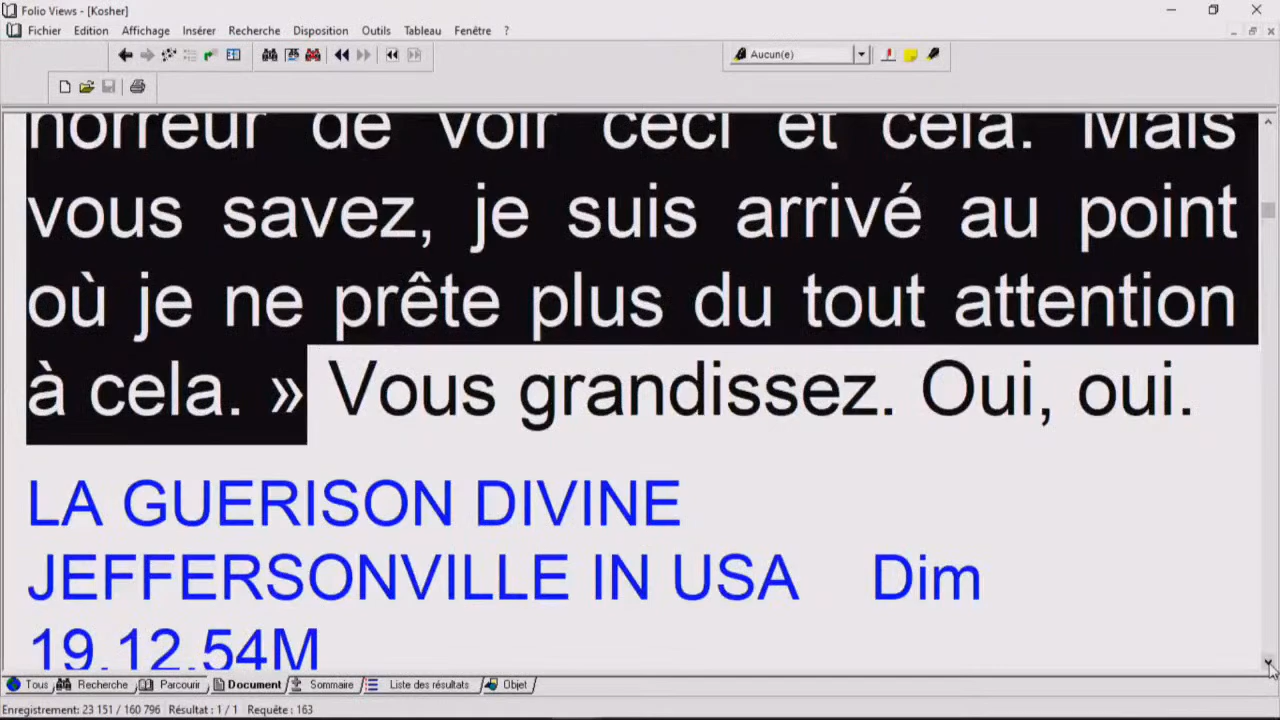 Folio Views - [Kosher]
Fichier Edition Affichage Insérer Recherche Disposition Outils Tableau Fenêtre ?
Aucun(e)
horreur de voir ceci et cela. Mais
vous savez, je suis arrivé au point
où je ne prête plus du tout attention
à cela. » Vous grandissez. Oui, oui.
LA GUERISON DIVINE
JEFFERSONVILLE IN USA Dim
19.12.54M
Tous Recherche Parcourir Document Sommaire Liste des résultats Objet
Enregistrement: 23 151 / 160 796 Résultat : 1 / 1 Requête : 163